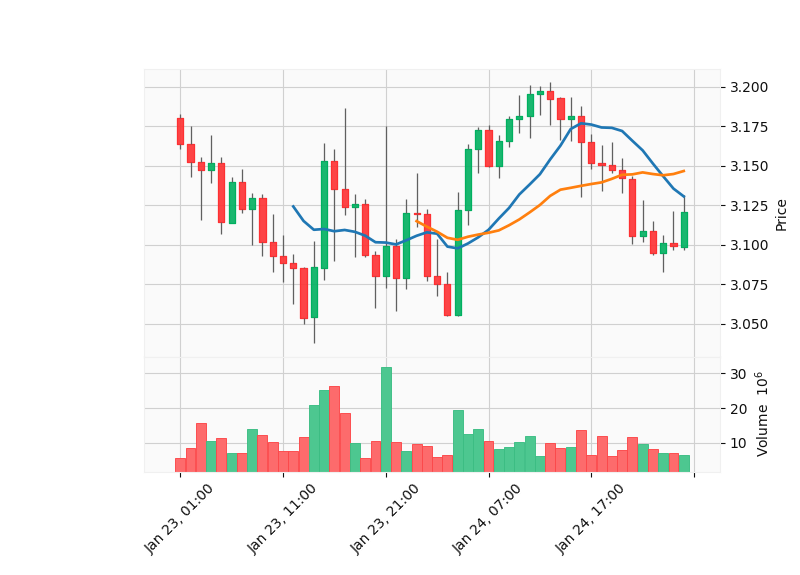 3.200
3.175
3.150
3.125
3.100
3.075
3.050
Price
30
20
10
Volume 10⁶
Jan 23, 01:00
Jan 23, 11:00
Jan 23, 21:00
Jan 24, 07:00
Jan 24, 17:00